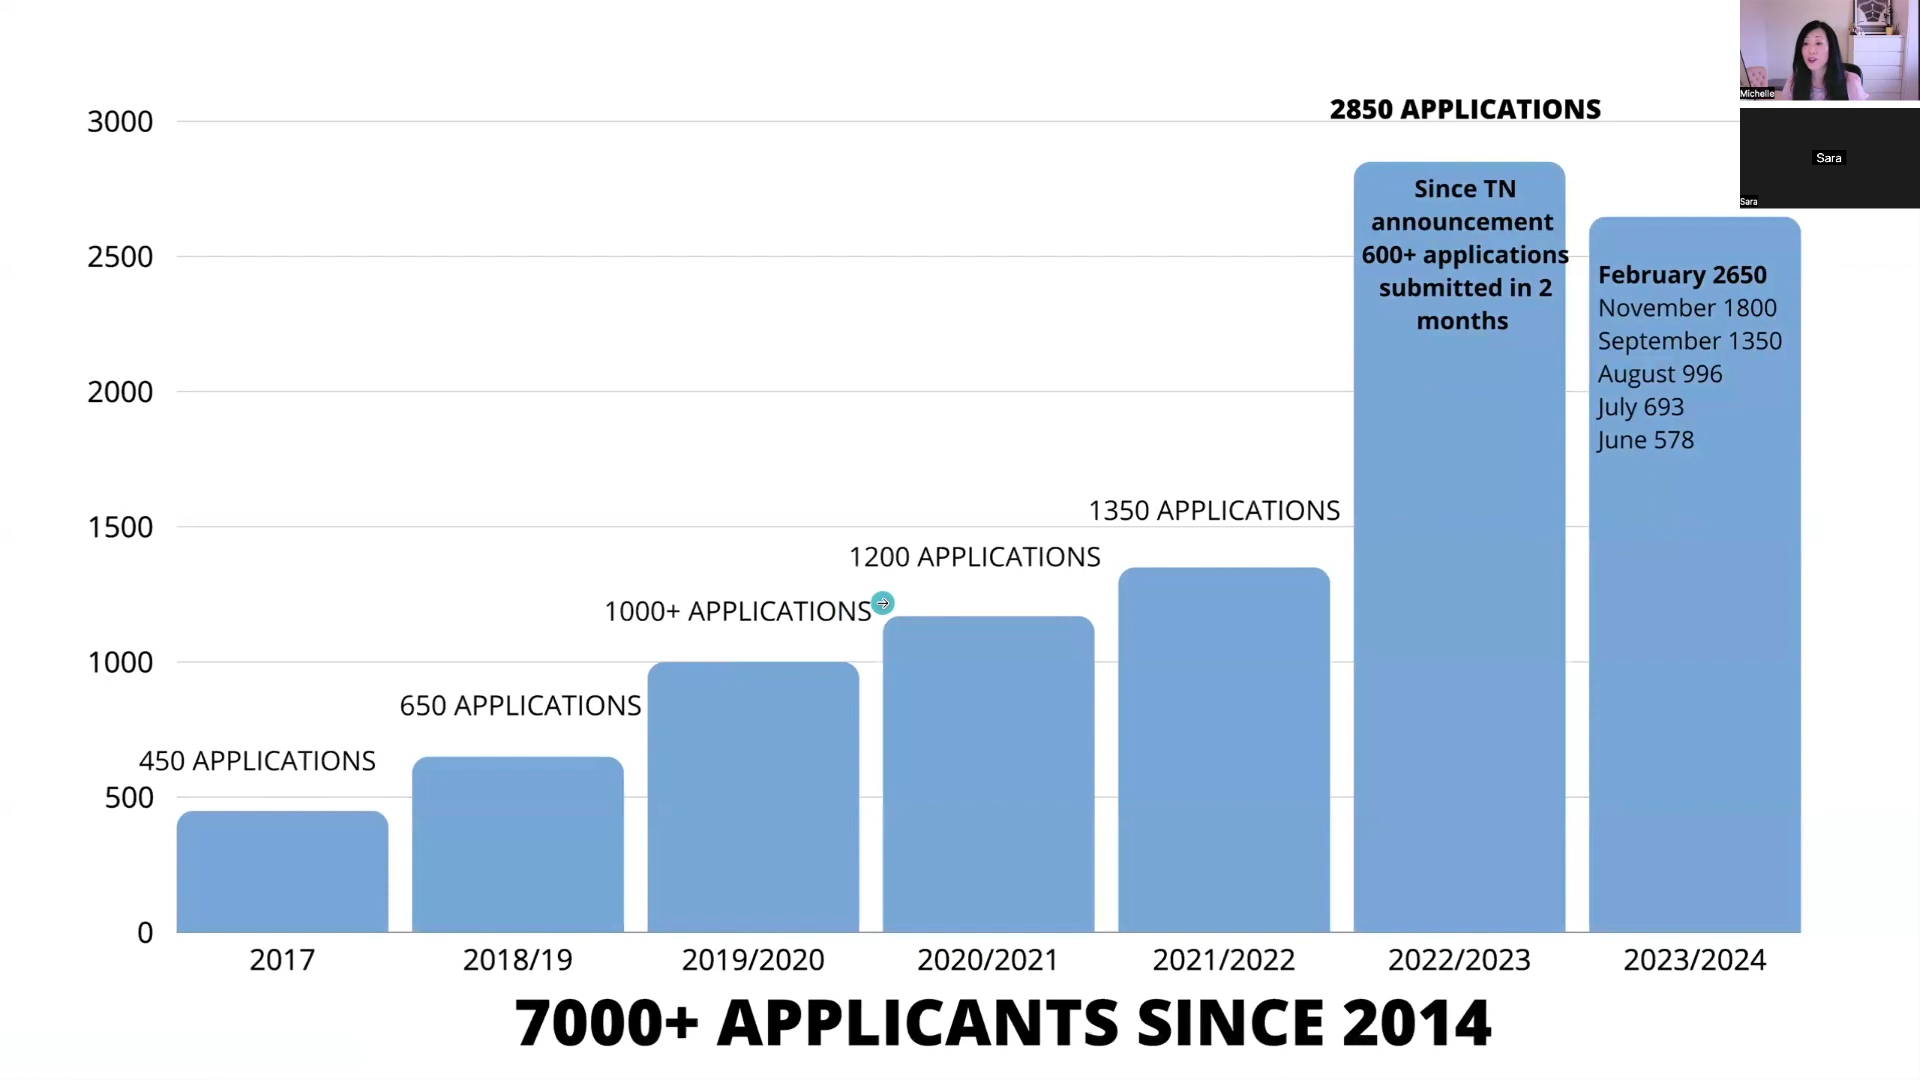 Michelle
Sara
Sara
3000
2500
2000
1500
1000
500
0
2850 APPLICATIONS
Since TN
announcement
600+ applications
submitted in 2
months
February 2650
November 1800
September 1350
August 996
July 693
June 578
1350 APPLICATIONS
1200 APPLICATIONS
1000+ APPLICATIONS
650 APPLICATIONS
450 APPLICATIONS
2017 2018/19 2019/2020 2020/2021 2021/2022 2022/2023 2023/2024
7000+ APPLICANTS SINCE 2014